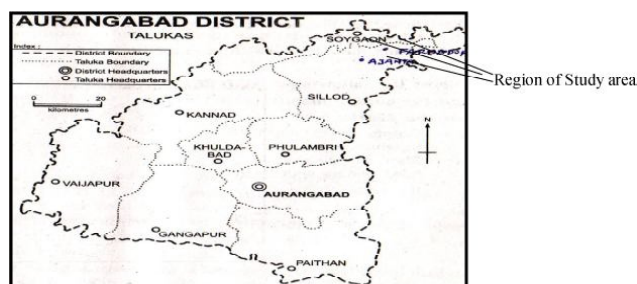 AURANGABAD DISTRICT
TALUKAS
Index :
District Boundary
Taluka Boundary
District Headquarters
Taluka Headquarters
0 20
kilometres
SOYGAON
AJANTA
Region of Study area
SILLOD
KANNAD
N
KHULDA-
BAD
PHULAMBRI
VAIJAPUR
AURANGABAD
GANGAPUR
PAITHAN